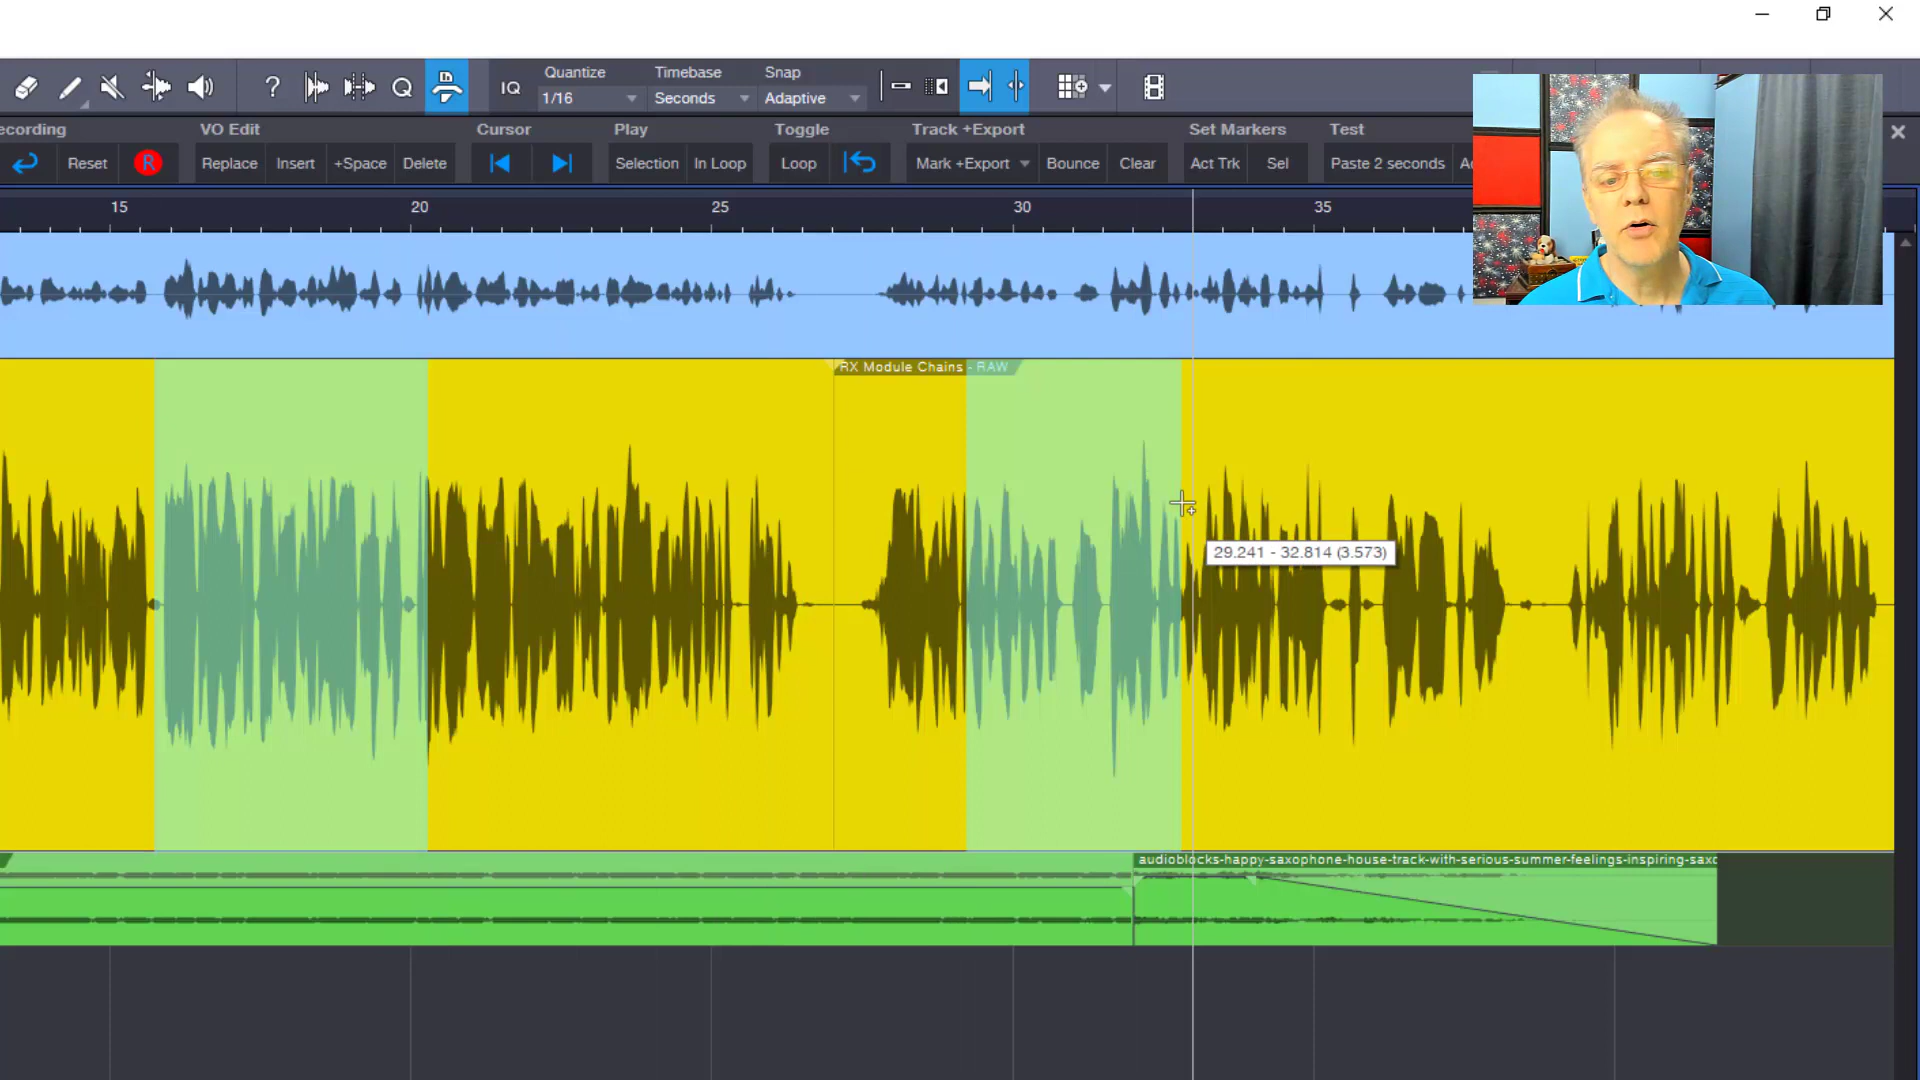 Quantize
Timebase
Snap
?
Q
IQ
1/16
Seconds
Adaptive
ecording
VO Edit
Cursor
Play
Toggle
Track +Export
Set Markers
Test
Reset
R
Replace
Insert
+Space
Delete
Selection
In Loop
Loop
Mark +Export
Bounce
Clear
Act Trk
Sel
Paste 2 seconds
15
20
25
30
35
RX Module Chains - RAW
29.241 - 32.814 (3.573)
audioblocks-happy-saxophone-house-track-with-serious-summer-feelings-inspiring-saxo